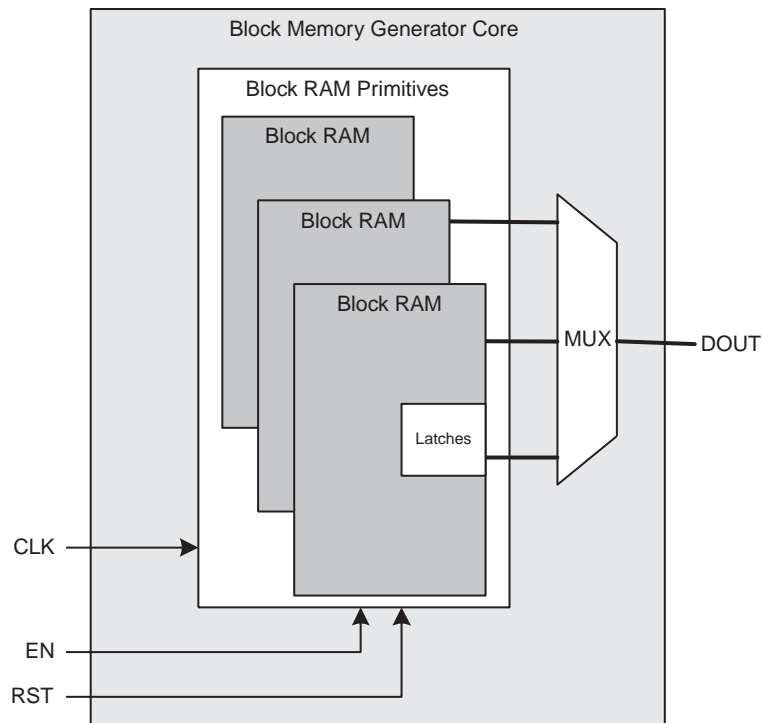 Block Memory Generator Core
Block RAM Primitives
Block RAM
Block RAM
Block RAM
MUX
DOUT
Latches
CLK
EN
RST